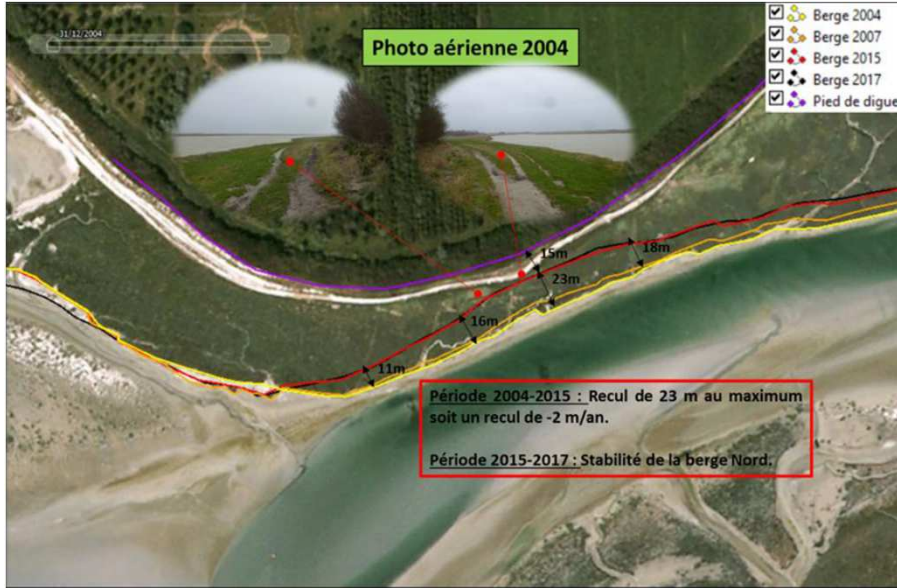 31/12/2004
Photo aérienne 2004
Berge 2004
Berge 2007
Berge 2015
Berge 2017
Pied de digue
15m
18m
23m
16m
11m
Période 2004-2015 : Recul de 23 m au maximum
soit un recul de -2 m/an.
Période 2015-2017 : Stabilité de la berge Nord.